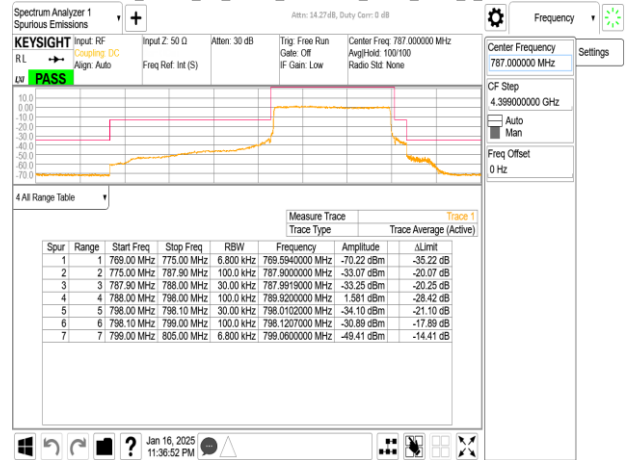 Spectrum Analyzer 1
Spurious Emissions
Attn: 14.27dB, Duty Corr: 0 dB
Frequency
KEYSIGHT
Input: RF
Input Z: 50 Ω
Atten: 30 dB
Trig: Free Run
Center Freq: 787.000000 MHz
RL
Coupling: DC
Gate: Off
Avg|Hold: 100/100
Align: Auto
Freq Ref: Int (S)
IF Gain: Low
Radio Std: None
LXI
PASS
Center Frequency
787.000000 MHz
Settings
CF Step
4.399000000 GHz
Auto
Man
Freq Offset
0 Hz
10.0
0.00
-10.0
-20.0
-30.0
-40.0
-50.0
-60.0
-70.0
4 All Range Table
Measure Trace Trace 1
Trace Type Trace Average (Active)
Spur Range Start Freq Stop Freq RBW Frequency Amplitude ΔLimit
1 1 769.00 MHz 775.00 MHz 6.800 kHz 769.5940000 MHz -70.22 dBm -35.22 dB
2 2 775.00 MHz 787.90 MHz 100.0 kHz 787.9000000 MHz -33.07 dBm -20.07 dB
3 3 787.90 MHz 788.00 MHz 30.00 kHz 787.9919000 MHz -33.25 dBm -20.25 dB
4 4 788.00 MHz 798.00 MHz 100.0 kHz 789.9200000 MHz 1.581 dBm -28.42 dB
5 5 798.00 MHz 798.10 MHz 30.00 kHz 798.0102000 MHz -34.10 dBm -21.10 dB
6 6 798.10 MHz 799.00 MHz 100.0 kHz 798.1207000 MHz -30.89 dBm -17.89 dB
7 7 799.00 MHz 805.00 MHz 6.800 kHz 799.0600000 MHz -49.41 dBm -14.41 dB
Jan 16, 2025
11:36:52 PM